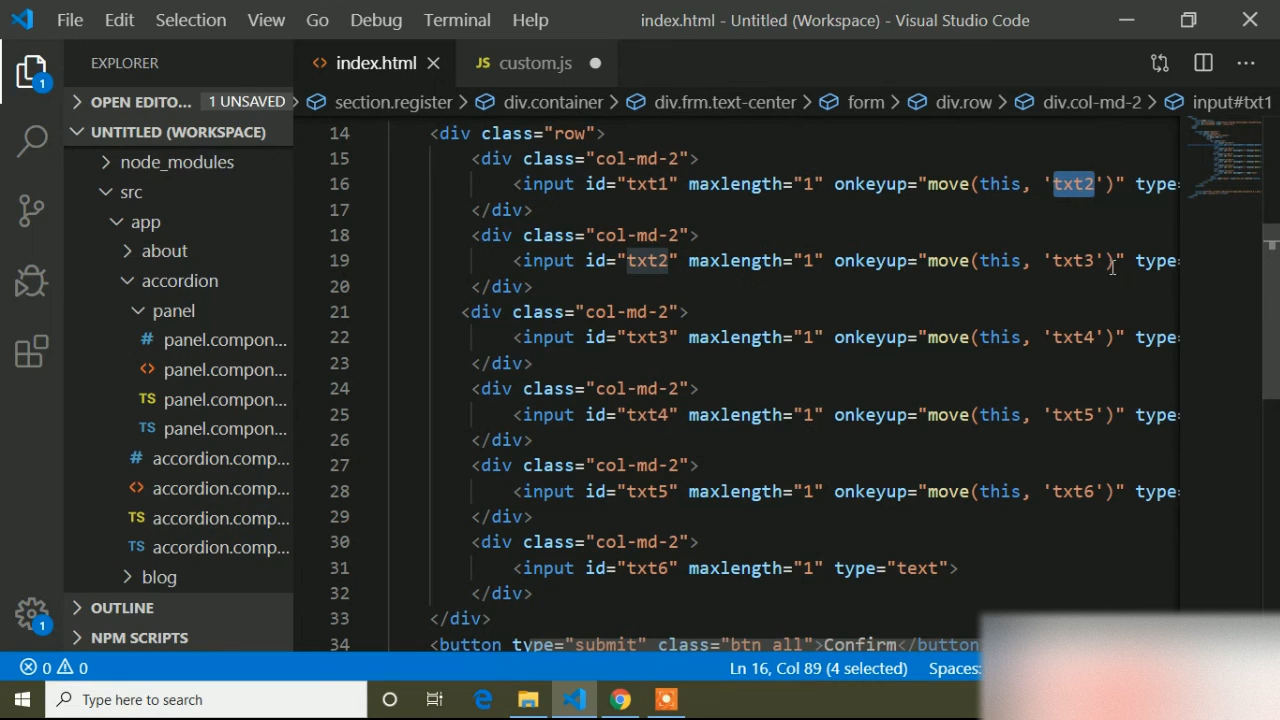 File Edit Selection View Go Debug Terminal Help index.html - Untitled (Workspace) - Visual Studio Code
EXPLORER
OPEN EDITO... 1 UNSAVED
UNTITLED (WORKSPACE)
node_modules
src
app
about
accordion
panel
# panel.compon...
<> panel.compon...
TS panel.compon...
TS panel.compon...
# accordion.comp...
<> accordion.comp...
TS accordion.comp...
TS accordion.comp...
blog
OUTLINE
NPM SCRIPTS
1
1
<> index.html JS custom.js
section.register div.container div.frm.text-center form div.row div.col-md-2 input#txt1
14 <div class="row">
15 <div class="col-md-2">
16 <input id="txt1" maxlength="1" onkeyup="move(this, 'txt2')" type=
17 </div>
18 <div class="col-md-2">
19 <input id="txt2" maxlength="1" onkeyup="move(this, 'txt3')" type=
20 </div>
21 <div class="col-md-2">
22 <input id="txt3" maxlength="1" onkeyup="move(this, 'txt4')" type=
23 </div>
24 <div class="col-md-2">
25 <input id="txt4" maxlength="1" onkeyup="move(this, 'txt5')" type=
26 </div>
27 <div class="col-md-2">
28 <input id="txt5" maxlength="1" onkeyup="move(this, 'txt6')" type=
29 </div>
30 <div class="col-md-2">
31 <input id="txt6" maxlength="1" type="text">
32 </div>
33 </div>
34 <button type="submit" class="btn all">Confirm</button
0 0 Ln 16, Col 89 (4 selected) Spaces:
Type here to search